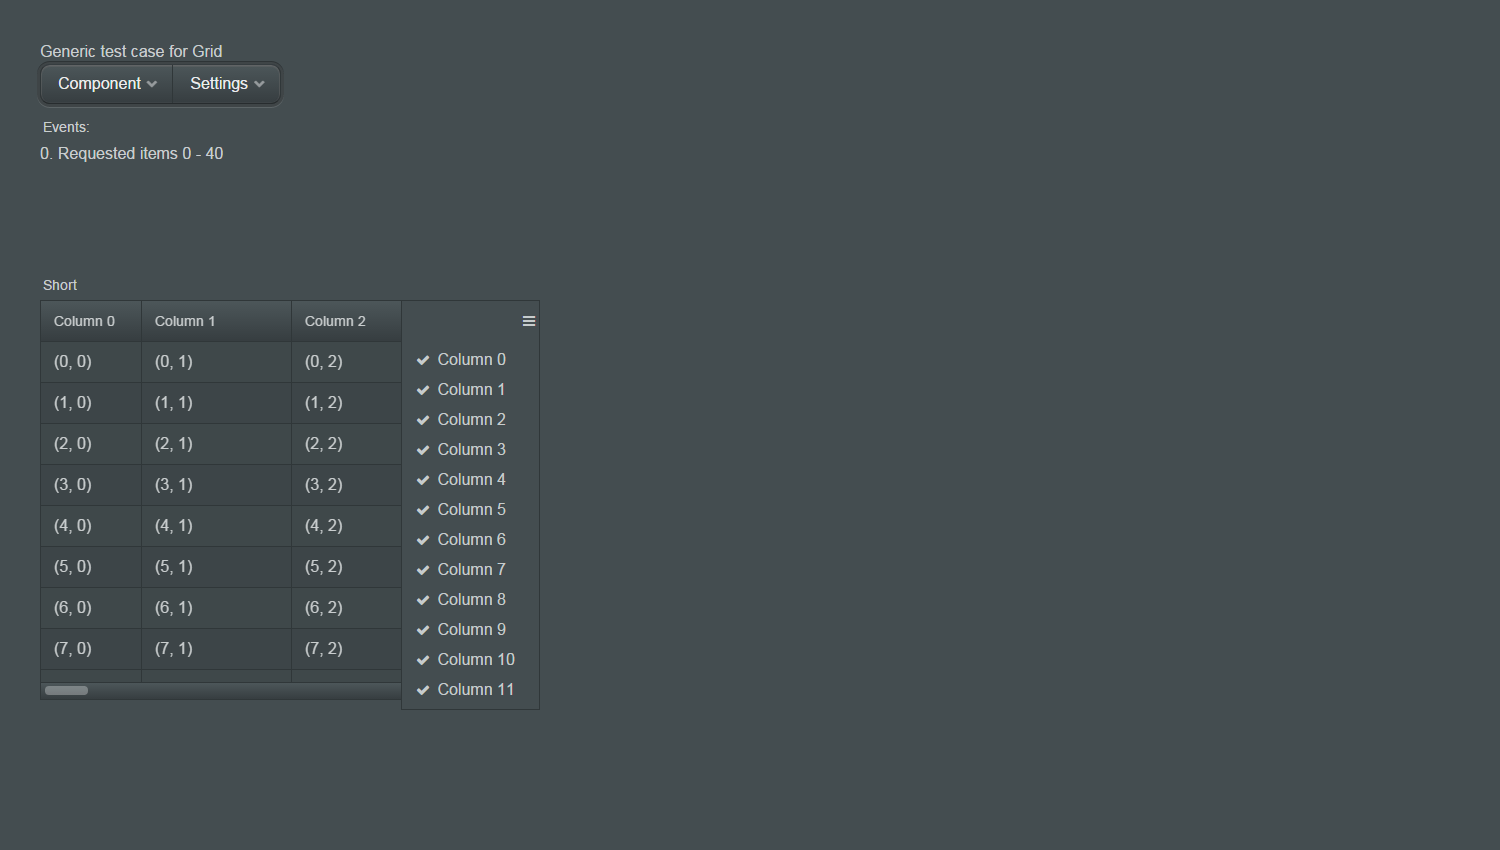 Generic test case for Grid
Component Settings
Events:
0. Requested items 0 - 40
Short
Column 0 Column 1 Column 2
(0, 0) (0, 1) (0, 2)
(1, 0) (1, 1) (1, 2)
(2, 0) (2, 1) (2, 2)
(3, 0) (3, 1) (3, 2)
(4, 0) (4, 1) (4, 2)
(5, 0) (5, 1) (5, 2)
(6, 0) (6, 1) (6, 2)
(7, 0) (7, 1) (7, 2)
Column 0
Column 1
Column 2
Column 3
Column 4
Column 5
Column 6
Column 7
Column 8
Column 9
Column 10
Column 11